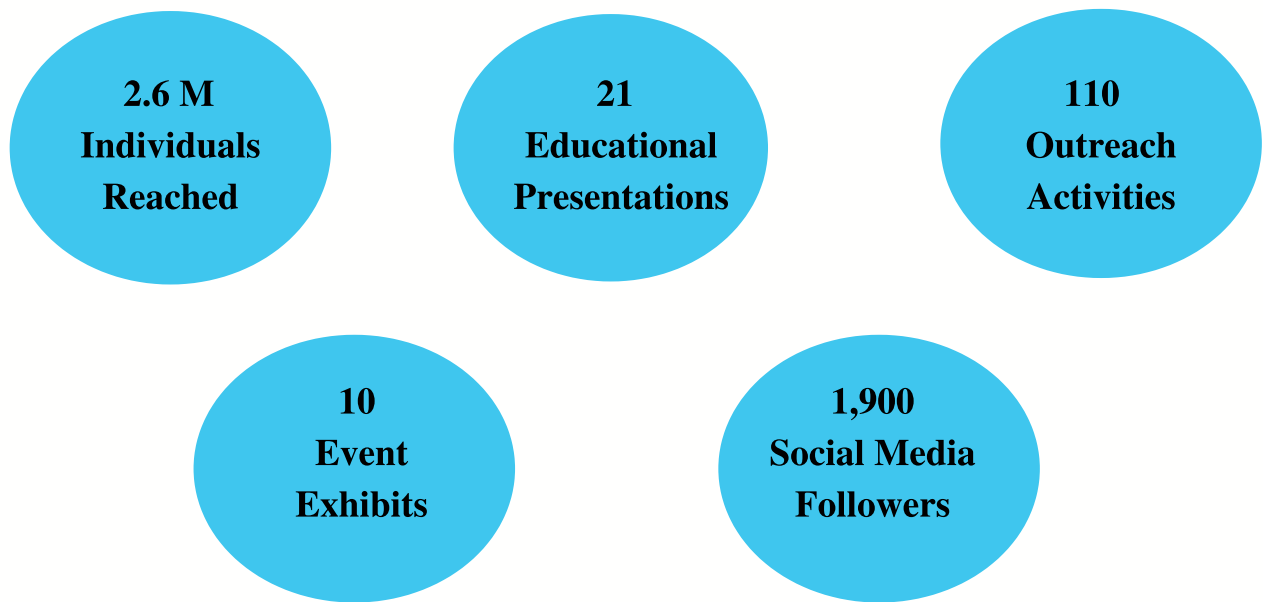 2.6 M
Individuals
Reached
21
Educational
Presentations
110
Outreach
Activities
10
Event
Exhibits
1,900
Social Media
Followers